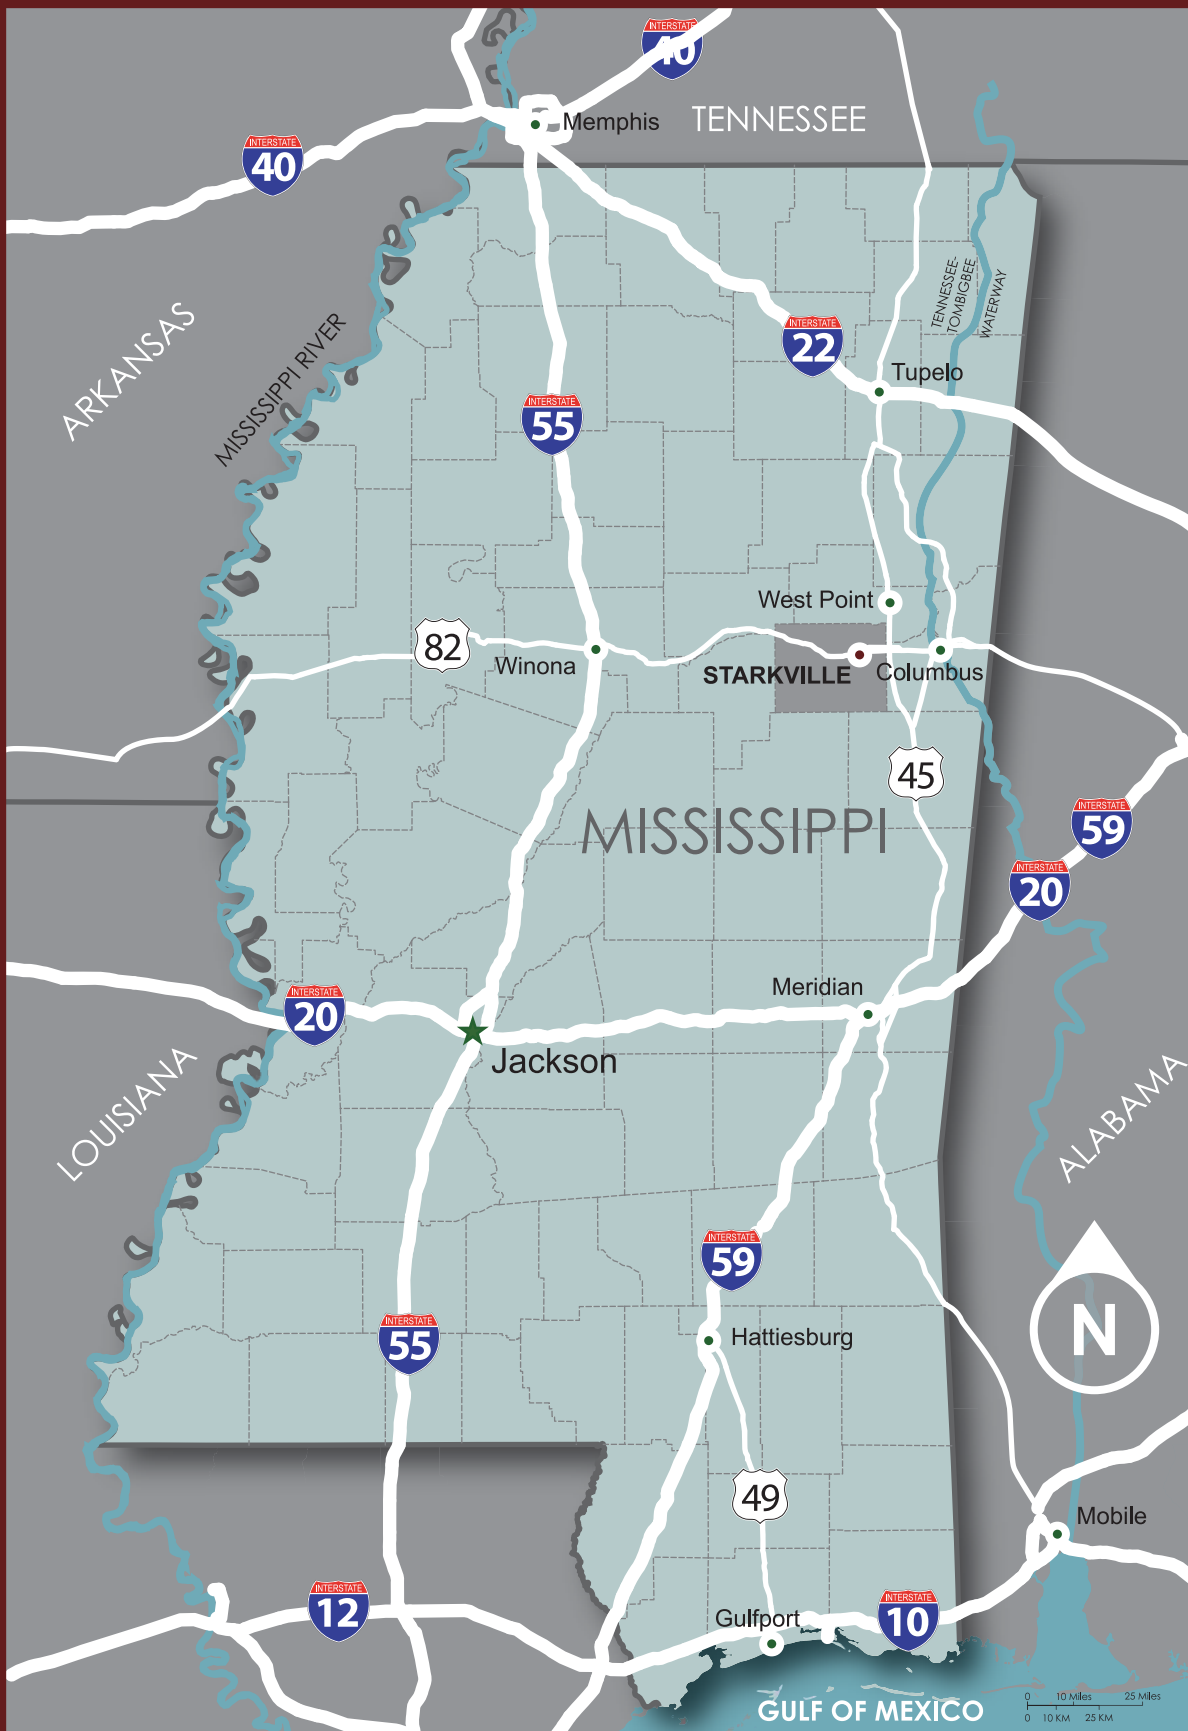 INTERSTATE
40
Memphis
TENNESSEE
INTERSTATE
40
TENNESSEE-
TOMBIGBEE
WATERWAY
ARKANSAS
MISSISSIPPI RIVER
INTERSTATE
22
Tupelo
INTERSTATE
55
West Point
82
Winona
STARKVILLE
Columbus
45
MISSISSIPPI
INTERSTATE
59
INTERSTATE
20
Meridian
INTERSTATE
20
Jackson
LOUISIANA
ALABAMA
INTERSTATE
59
N
INTERSTATE
55
Hattiesburg
49
Mobile
INTERSTATE
12
Gulfport
INTERSTATE
10
GULF OF MEXICO
0 10 Miles 25 Miles
0 10 KM 25 KM